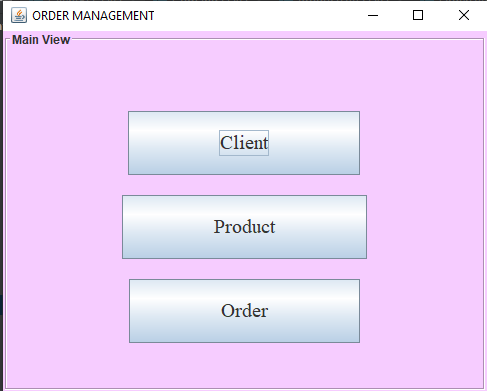 ORDER MANAGEMENT
Main View
Client
Product
Order